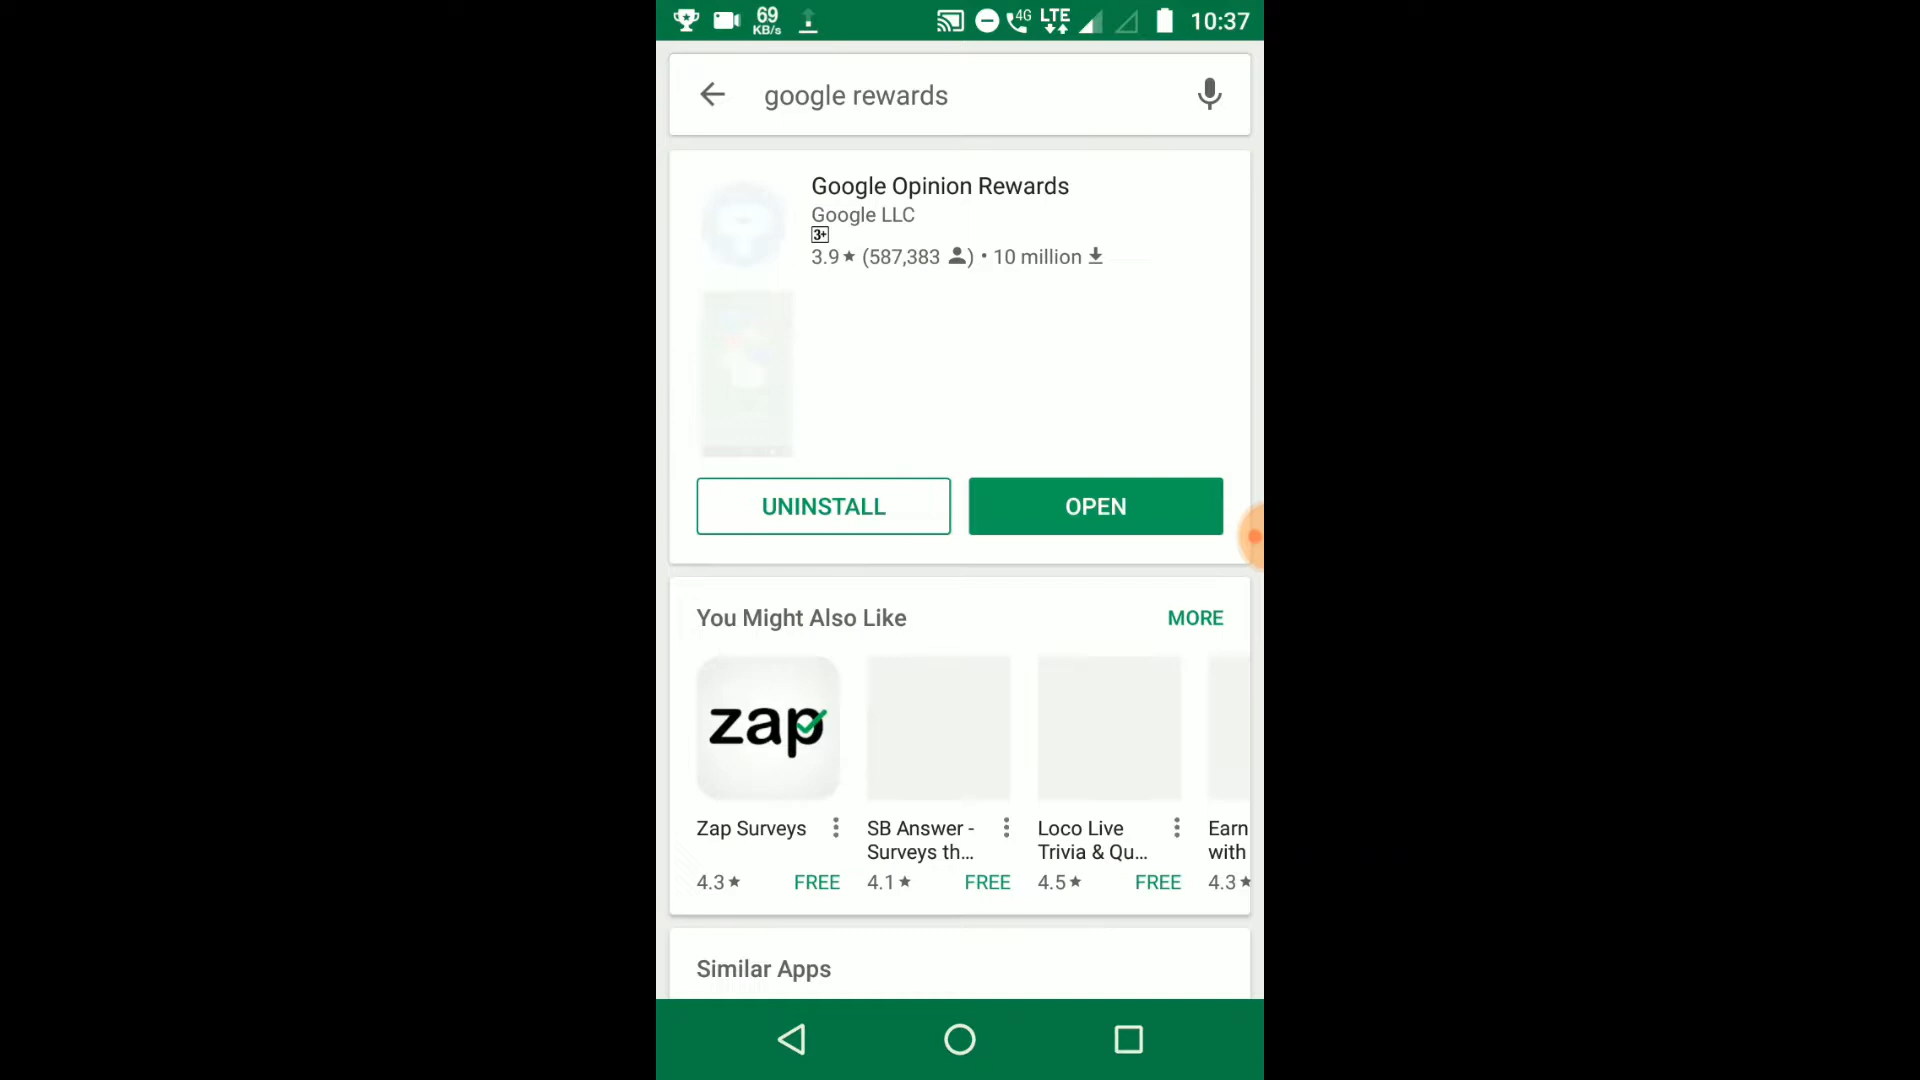 69
KB/s
4G
LTE
10:37
google rewards
Google Opinion Rewards
Google LLC
3+
3.9★ (587,383 ) • 10 million
UNINSTALL
OPEN
You Might Also Like
MORE
zap
Zap Surveys
4.3★ FREE
SB Answer -
Surveys th...
4.1★ FREE
Loco Live
Trivia & Qu...
4.5★ FREE
Earn
with
4.3★
Similar Apps